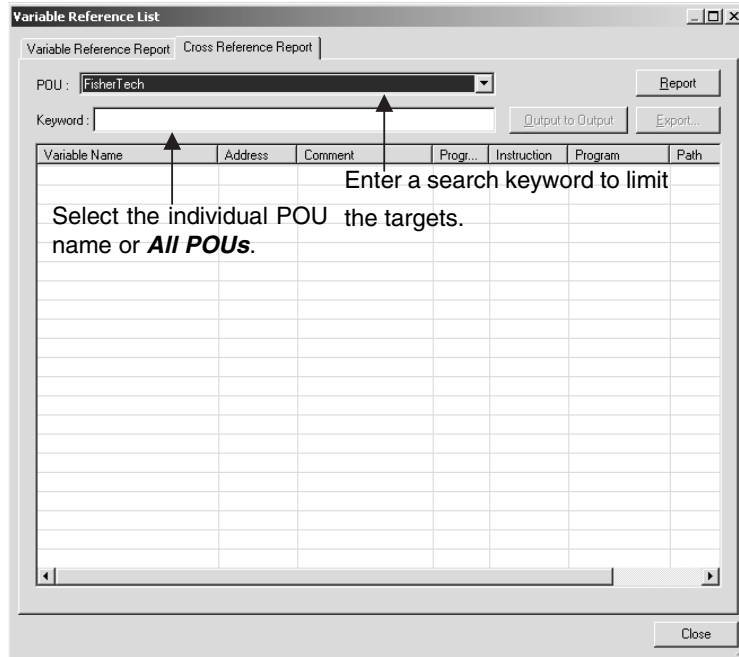 Variable Reference List
Variable Reference Report Cross Reference Report
POU : FisherTech Report
Keyword : Output to Output Export...
Variable Name Address Comment Progr... Instruction Program Path
Enter a search keyword to limit
the targets.
Select the individual POU
name or All POUs.
Close